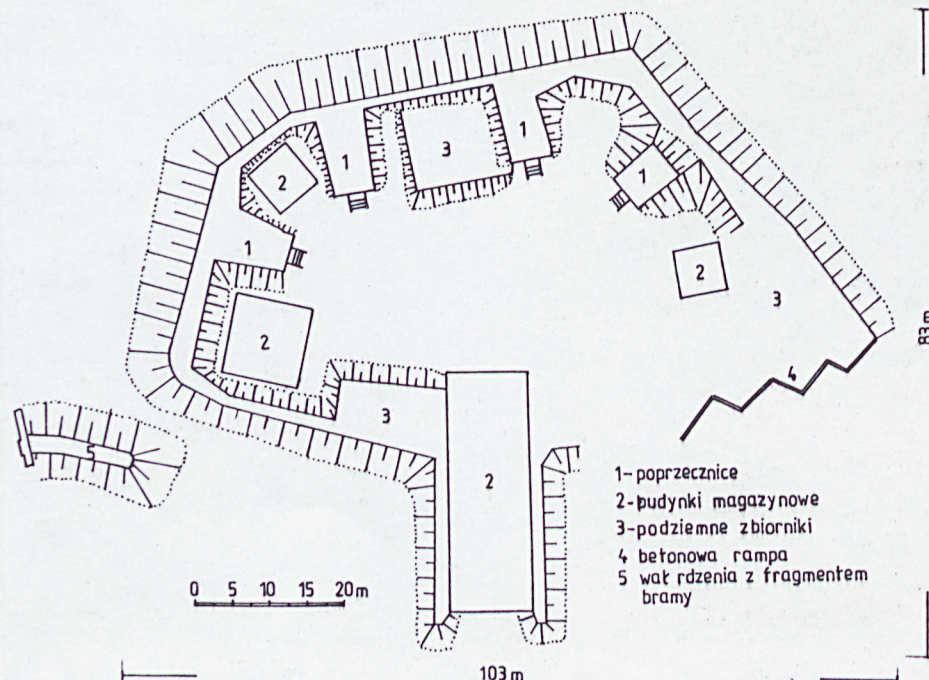 1
3
1
1
2
1
2
3
2
83 m
4
3
5
2
1-poprzecznice
2-budynki magazynowe
3-podziemne zbiorniki
4 betonowa rampa
5 wał rdzenia z fragmentem
bramy
0 5 10 15 20 m
103 m